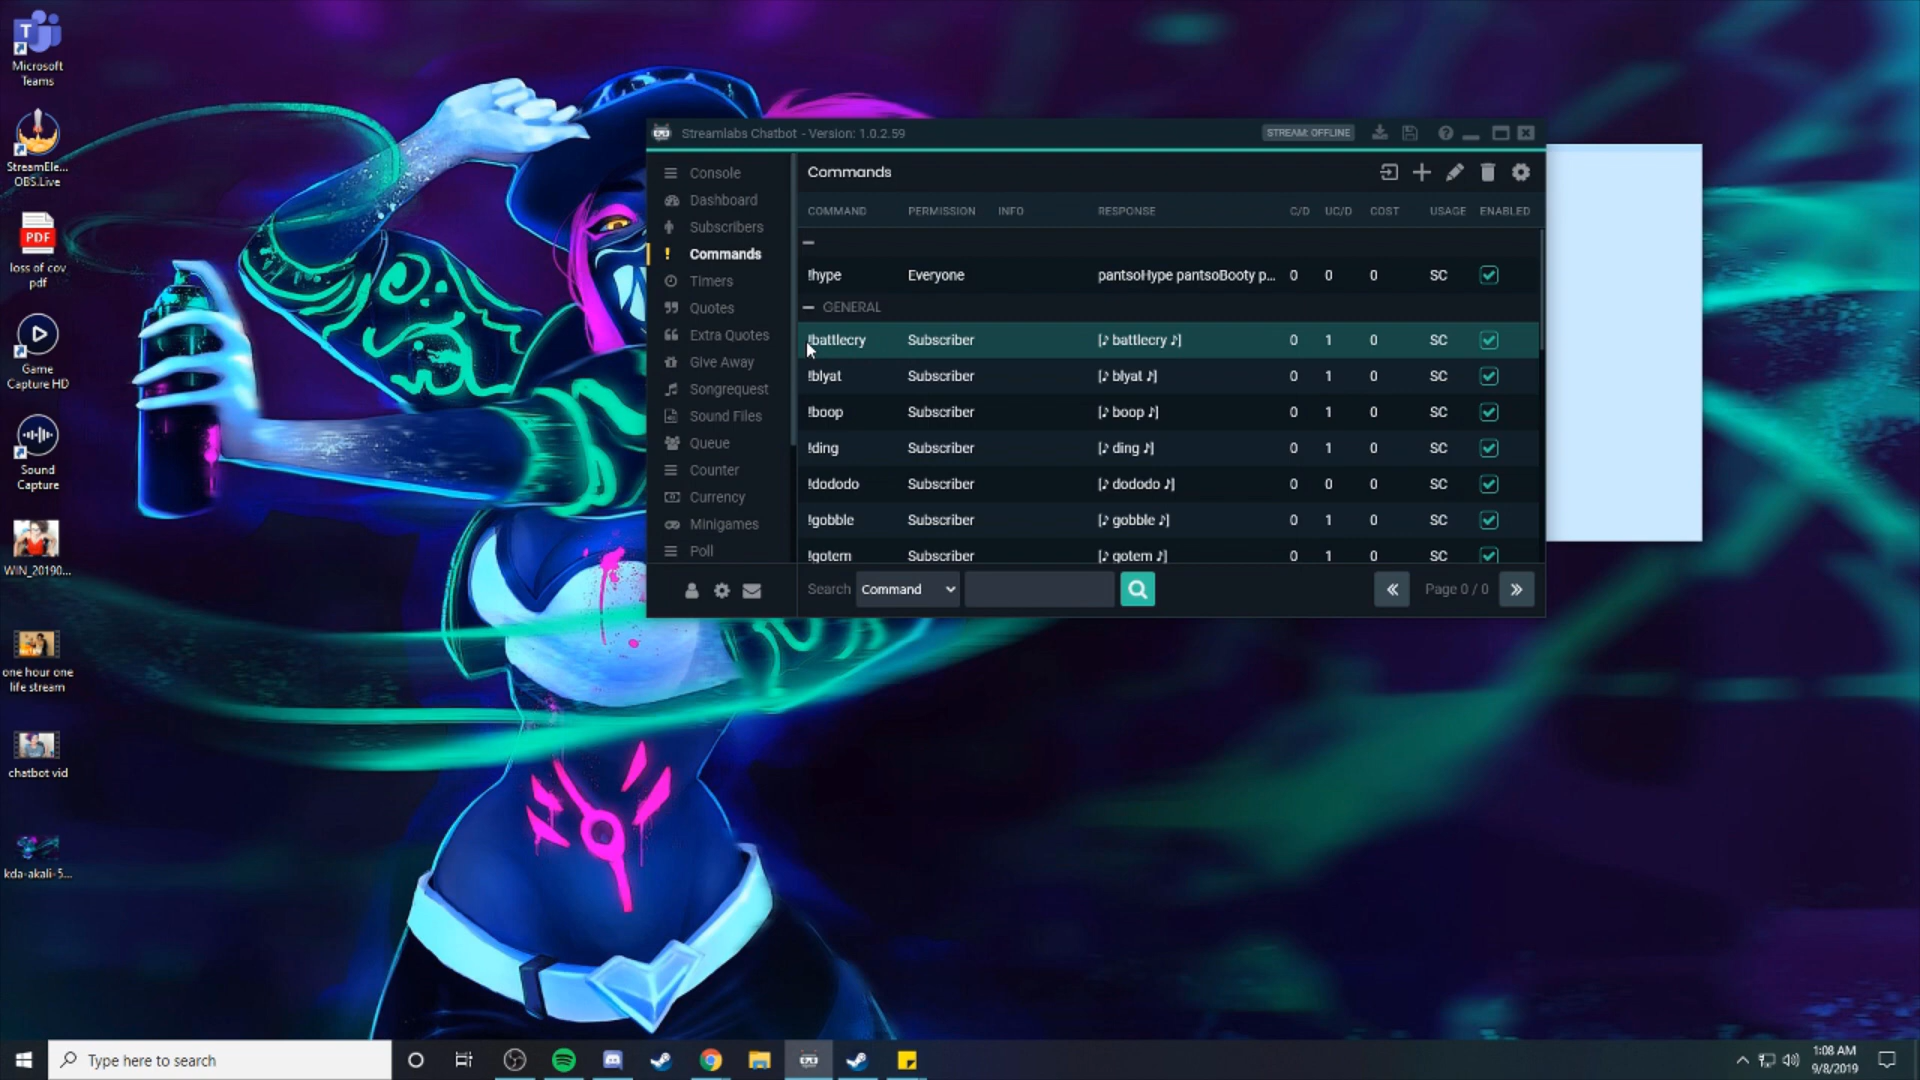 Microsoft
Teams
StreamEle...
OBS.Live
PDF
loss of cov
pdf
Game
Capture HD
Sound
Capture
WIN_20190...
one hour one
life stream
chatbot vid
kda-akali-5...
Streamlabs Chatbot - Version: 1.0.2.59
STREAM: OFFLINE
Console
Dashboard
Subscribers
Commands
Timers
Quotes
Extra Quotes
Give Away
Songrequest
Sound Files
Queue
Counter
Currency
Minigames
Poll
Commands
COMMAND PERMISSION INFO RESPONSE C/D UC/D COST USAGE ENABLED
!hype Everyone pantsoHype pantsoBooty p... 0 0 0 SC
GENERAL
!battlecry Subscriber [♪ battlecry ♪] 0 1 0 SC
!blyat Subscriber [♪ blyat ♪] 0 1 0 SC
!boop Subscriber [♪ boop ♪] 0 1 0 SC
!ding Subscriber [♪ ding ♪] 0 1 0 SC
!dododo Subscriber [♪ dododo ♪] 0 0 0 SC
!gobble Subscriber [♪ gobble ♪] 0 1 0 SC
!gotem Subscriber [♪ gotem ♪] 0 1 0 SC
Search Command Page 0 / 0
Type here to search
1:08 AM
9/8/2019